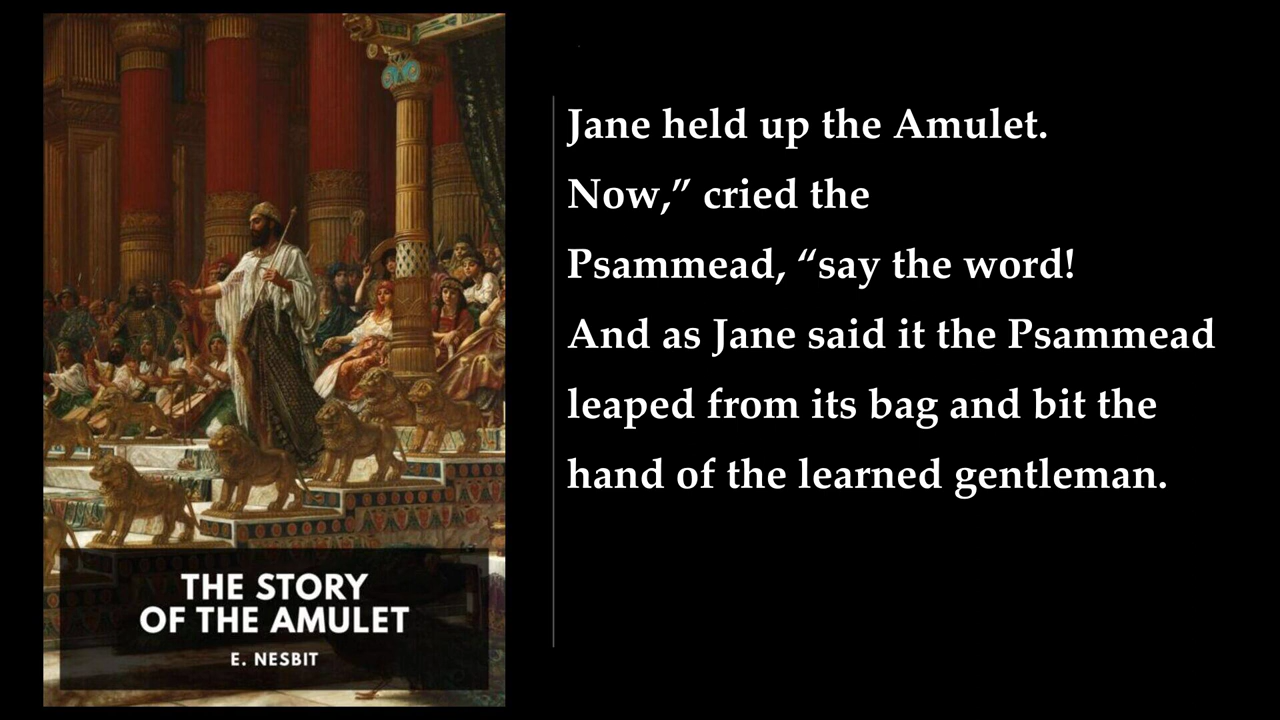 Jane held up the Amulet.
Now,” cried the
Psammead, “say the word!
And as Jane said it the Psammead
leaped from its bag and bit the
hand of the learned gentleman.
THE STORY
OF THE AMULET
E. NESBIT